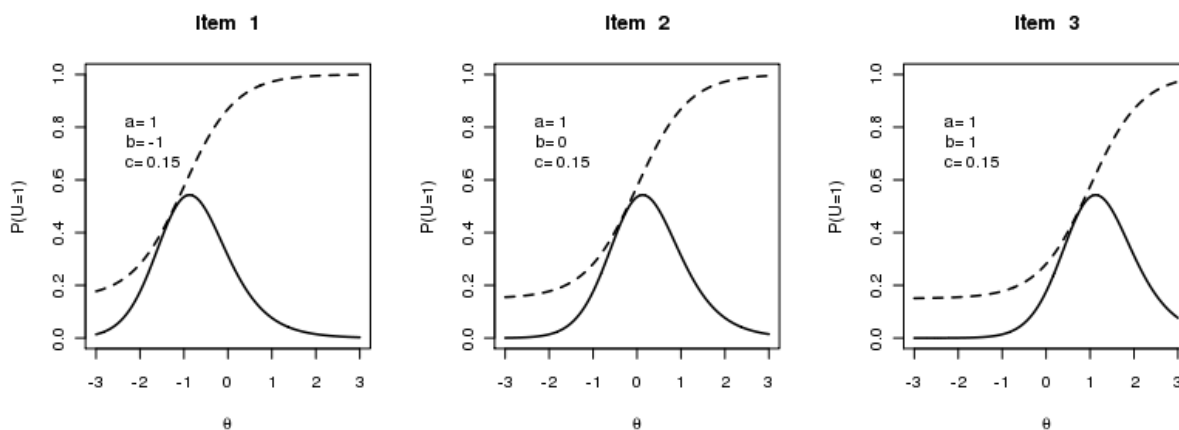 Item 1
P(U=1)
1.0
0.8
0.6
0.4
0.2
0.0
a= 1
b= -1
c= 0.15
-3 -2 -1 0 1 2 3
θ
Item 2
P(U=1)
1.0
0.8
0.6
0.4
0.2
0.0
a= 1
b= 0
c= 0.15
-3 -2 -1 0 1 2 3
θ
Item 3
P(U=1)
1.0
0.8
0.6
0.4
0.2
0.0
a= 1
b= 1
c= 0.15
-3 -2 -1 0 1 2 3
θ